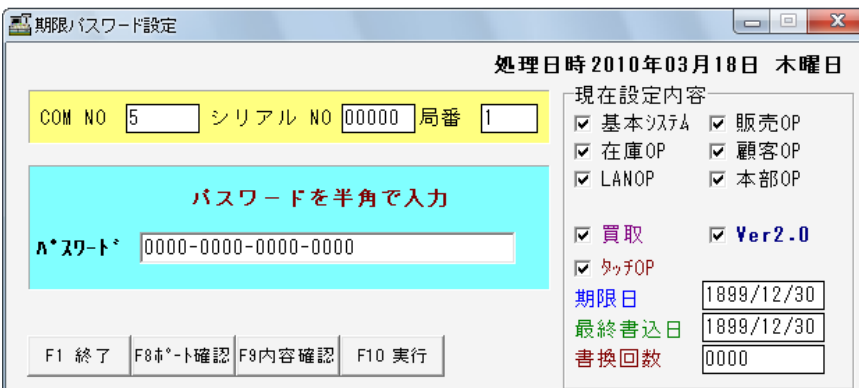 期限パスワード設定
処理日時2010年03月18日 木曜日
COM NO 5 シリアル NO 00000 局番 1
パスワードを半角で入力
ﾊﾟｽﾜｰﾄﾞ 0000-0000-0000-0000
F1 終了 F8ﾎﾟｰﾄ確認 F9内容確認 F10 実行
現在設定内容
基本ｼｽﾃﾑ 販売OP
在庫OP 顧客OP
LANOP 本部OP
買取 Ver2.0
ﾀｯﾁOP
期限日 1899/12/30
最終書込日 1899/12/30
書換回数 0000